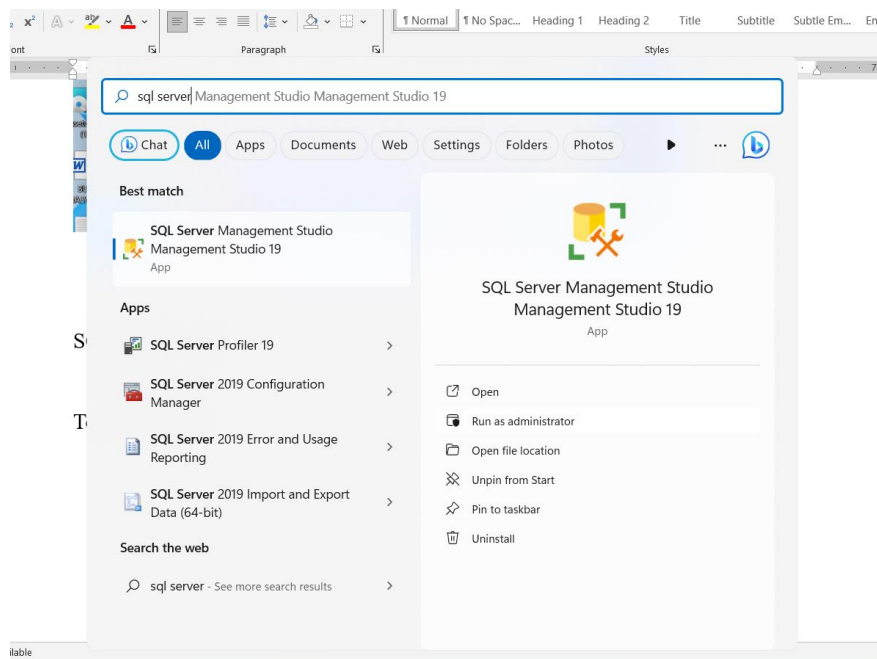 Normal
No Spac...
Heading 1
Heading 2
Title
Subtitle
Subtle Em...
ont
Paragraph
Styles
7
sql server Management Studio Management Studio 19
Chat
All
Apps
Documents
Web
Settings
Folders
Photos
...
Best match
SQL Server Management Studio
Management Studio 19
App
Apps
SQL Server Profiler 19
SQL Server 2019 Configuration
Manager
SQL Server 2019 Error and Usage
Reporting
SQL Server 2019 Import and Export
Data (64-bit)
Search the web
sql server - See more search results
SQL Server Management Studio
Management Studio 19
App
Open
Run as administrator
Open file location
Unpin from Start
Pin to taskbar
Uninstall
ilable